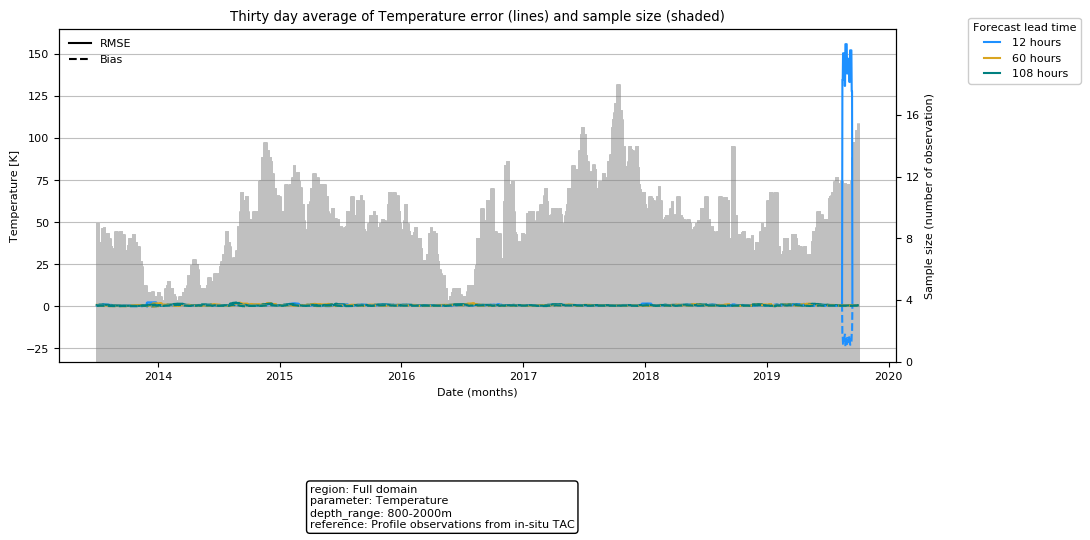 Thirty day average of Temperature error (lines) and sample size (shaded)
Forecast lead time
12 hours
60 hours
108 hours
RMSE
Bias
150
125
100
75
50
25
0
−25
Temperature [K]
16
12
8
4
0
Sample size (number of observation)
2014
2015
2016
2017
2018
2019
2020
Date (months)
region: Full domain
parameter: Temperature
depth_range: 800-2000m
reference: Profile observations from in-situ TAC